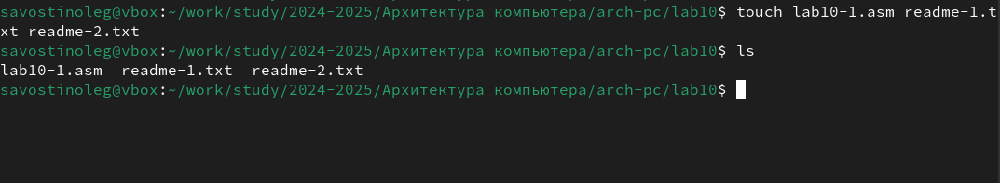 savostinoleg@vbox:~/work/study/2024-2025/Архитектура компьютера/arch-pc/lab10$ touch lab10-1.asm readme-1.t
xt readme-2.txt
savostinoleg@vbox:~/work/study/2024-2025/Архитектура компьютера/arch-pc/lab10$ ls
lab10-1.asm  readme-1.txt  readme-2.txt
savostinoleg@vbox:~/work/study/2024-2025/Архитектура компьютера/arch-pc/lab10$